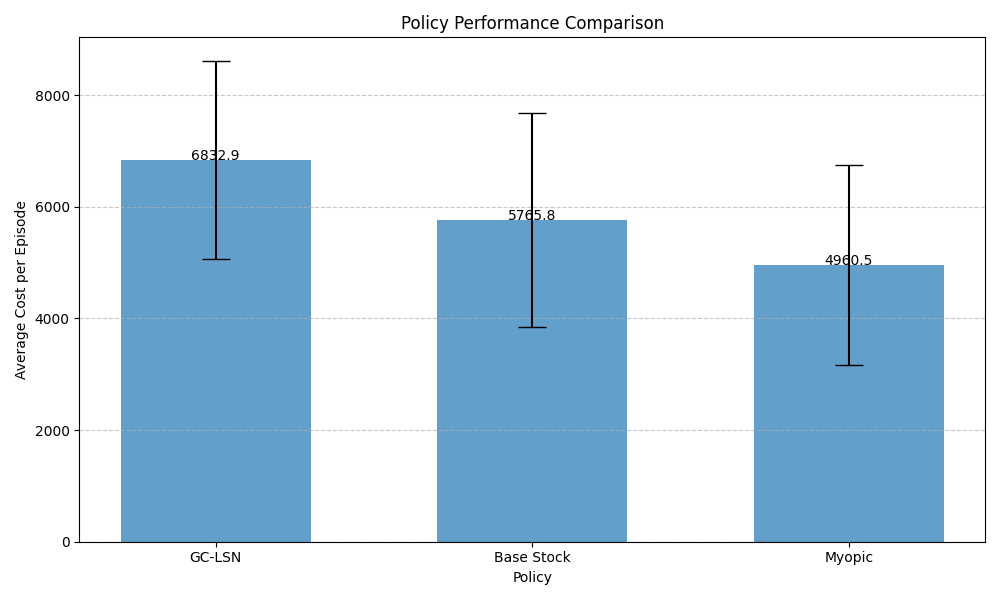 Policy Performance Comparison
Average Cost per Episode
8000
6000
4000
2000
0
6832.9
5765.8
4960.5
GC-LSN
Base Stock
Myopic
Policy